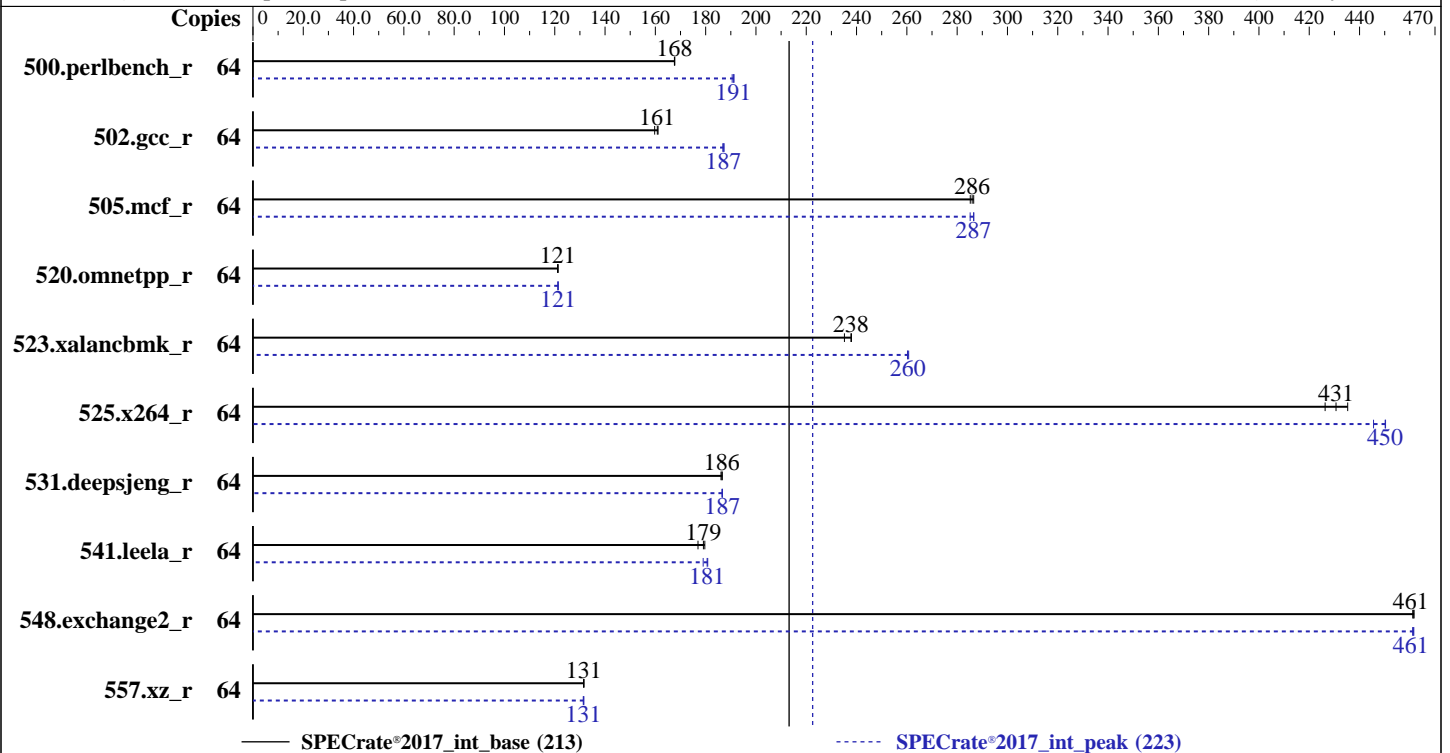 Copies 0 20.0 40.0 60.0 80.0 100 120 140 160 180 200 220 240 260 280 300 320 340 360 380 400 420 440 470
168
500.perlbench_r 64
191
161
502.gcc_r 64
187
286
505.mcf_r 64
287
121
520.omnetpp_r 64
121
238
523.xalancbmk_r 64
260
431
525.x264_r 64
450
186
531.deepsjeng_r 64
187
179
541.leela_r 64
181
461
548.exchange2_r 64
461
131
557.xz_r 64
131
SPECrate®2017_int_base (213) SPECrate®2017_int_peak (223)